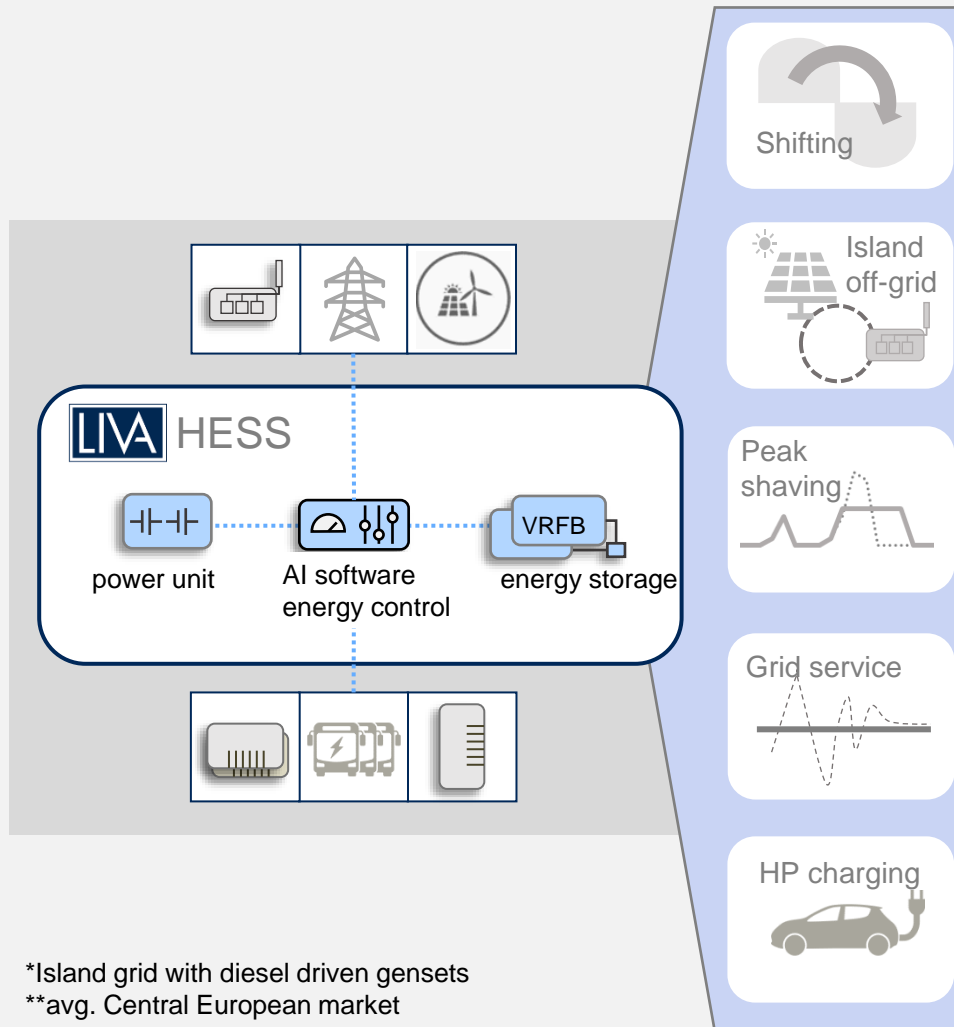 Shifting
Island
off-grid
LIVA HESS
Peak
shaving
VRFB
power unit
AI software
energy control
energy storage
Grid service
HP charging
*Island grid with diesel driven gensets
**avg. Central European market